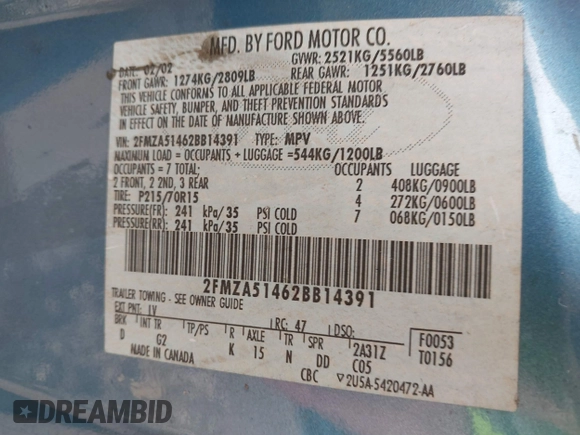 MFD. BY FORD MOTOR CO.
DATE: 02/02
GVWR: 2521KG/5560LB
FRONT GAWR: 1274KG/2809LB
REAR GAWR: 1251KG/2760LB
THIS VEHICLE CONFORMS TO ALL APPLICABLE FEDERAL MOTOR
VEHICLE SAFETY, BUMPER, AND THEFT PREVENTION STANDARDS
IN EFFECT ON THE DATE OF MANUFACTURE SHOWN ABOVE.
VIN: 2FMZA51462BB14391 TYPE: MPV
MAXIMUM LOAD = OCCUPANTS + LUGGAGE = 544KG/1200LB
OCCUPANTS = 7 TOTAL; OCCUPANTS LUGGAGE
2 FRONT, 2 2ND, 3 REAR 2 408KG/0900LB
TIRE P215/70R15 4 272KG/0600LB
PRESSURE(FR) 241 kPa/35 PSI COLD 7 068KG/0150LB
PRESSURE(RR) 241 kPa/35 PSI COLD
2FMZA51462BB14391
TRAILER TOWING - SEE OWNER GUIDE
EXT PNT: IV RC: 47 DSO: F0053
BRK INT TR TP/PS R AXLE TR SPR 2A31Z T0156
D G2 K 15 N DD C05
MADE IN CANADA CBC ▽2U5A-5420472-AA
DREAMBID